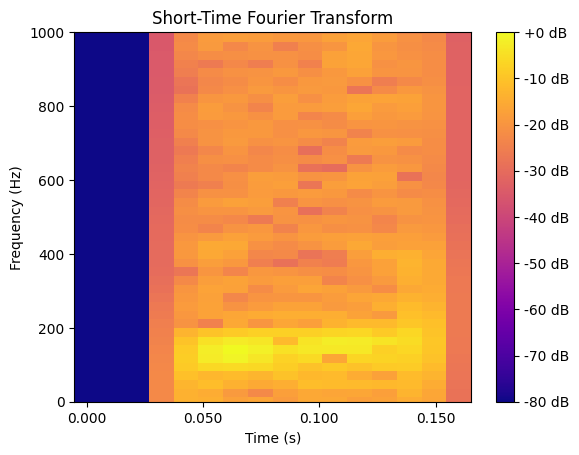 Short-Time Fourier Transform
1000
800
600
400
200
0
Frequency (Hz)
0.000
0.050
0.100
0.150
Time (s)
+0 dB
-10 dB
-20 dB
-30 dB
-40 dB
-50 dB
-60 dB
-70 dB
-80 dB